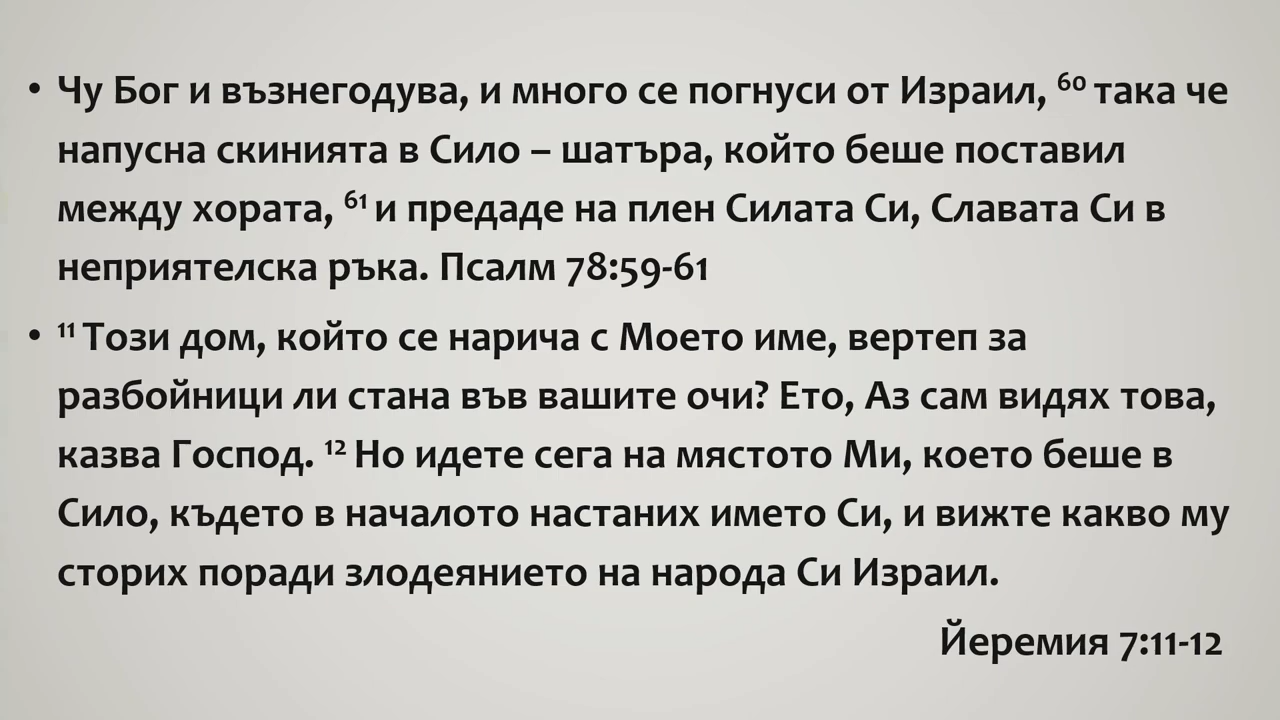 • Чу Бог и възнегодува, и много се погнуси от Израил, ⁶⁰ така че
напусна скинията в Сило – шатъра, който беше поставил
между хората, ⁶¹ и предаде на плен Силата Си, Славата Си в
неприятелска ръка. Псалм 78:59-61
• ¹¹ Този дом, който се нарича с Моето име, вертеп за
разбойници ли стана във вашите очи? Ето, Аз сам видях това,
казва Господ. ¹² Но идете сега на мястото Ми, което беше в
Сило, където в началото настаних името Си, и вижте какво му
сторих поради злодеянието на народа Си Израил.
Йеремия 7:11-12